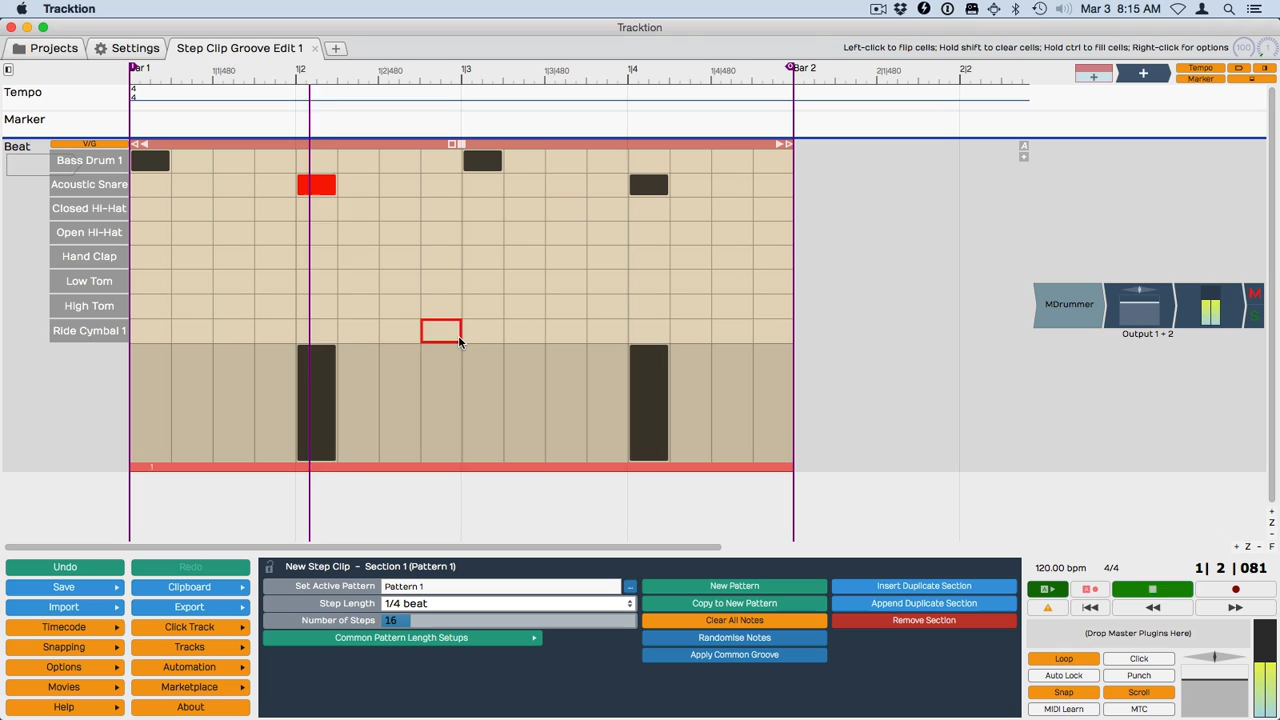 Tracktion
Mar 3 8:15 AM
Tracktion
Projects
Settings
Step Clip Groove Edit 1
Left-click to flip cells; Hold shift to clear cells; Hold ctrl to fill cells; Right-click for options
100
1
Bar 1
1|1|480
1|2
1|2|480
1|3
1|3|480
1|4
1|4|480
Bar 2
2|1|480
2|2
Tempo
Marker
Tempo
4
4
Marker
Beat
V/G
Bass Drum 1
Acoustic Snare
Closed Hi-Hat
Open Hi-Hat
Hand Clap
Low Tom
High Tom
Ride Cymbal 1
1
A
MDrummer
Output 1 + 2
M
S
+
Z
-
+ Z - F
Undo
Redo
Save
Clipboard
Import
Export
Timecode
Click Track
Snapping
Tracks
Options
Automation
Movies
Marketplace
Help
About
New Step Clip - Section 1 (Pattern 1)
Set Active Pattern
Pattern 1
...
Step Length
1/4 beat
Number of Steps
16
Common Pattern Length Setups
New Pattern
Copy to New Pattern
Clear All Notes
Randomise Notes
Apply Common Groove
Insert Duplicate Section
Append Duplicate Section
Remove Section
120.00 bpm
4/4
1| 2 |081
A
A
(Drop Master Plugins Here)
Loop
Click
Auto Lock
Punch
Snap
Scroll
MIDI Learn
MTC